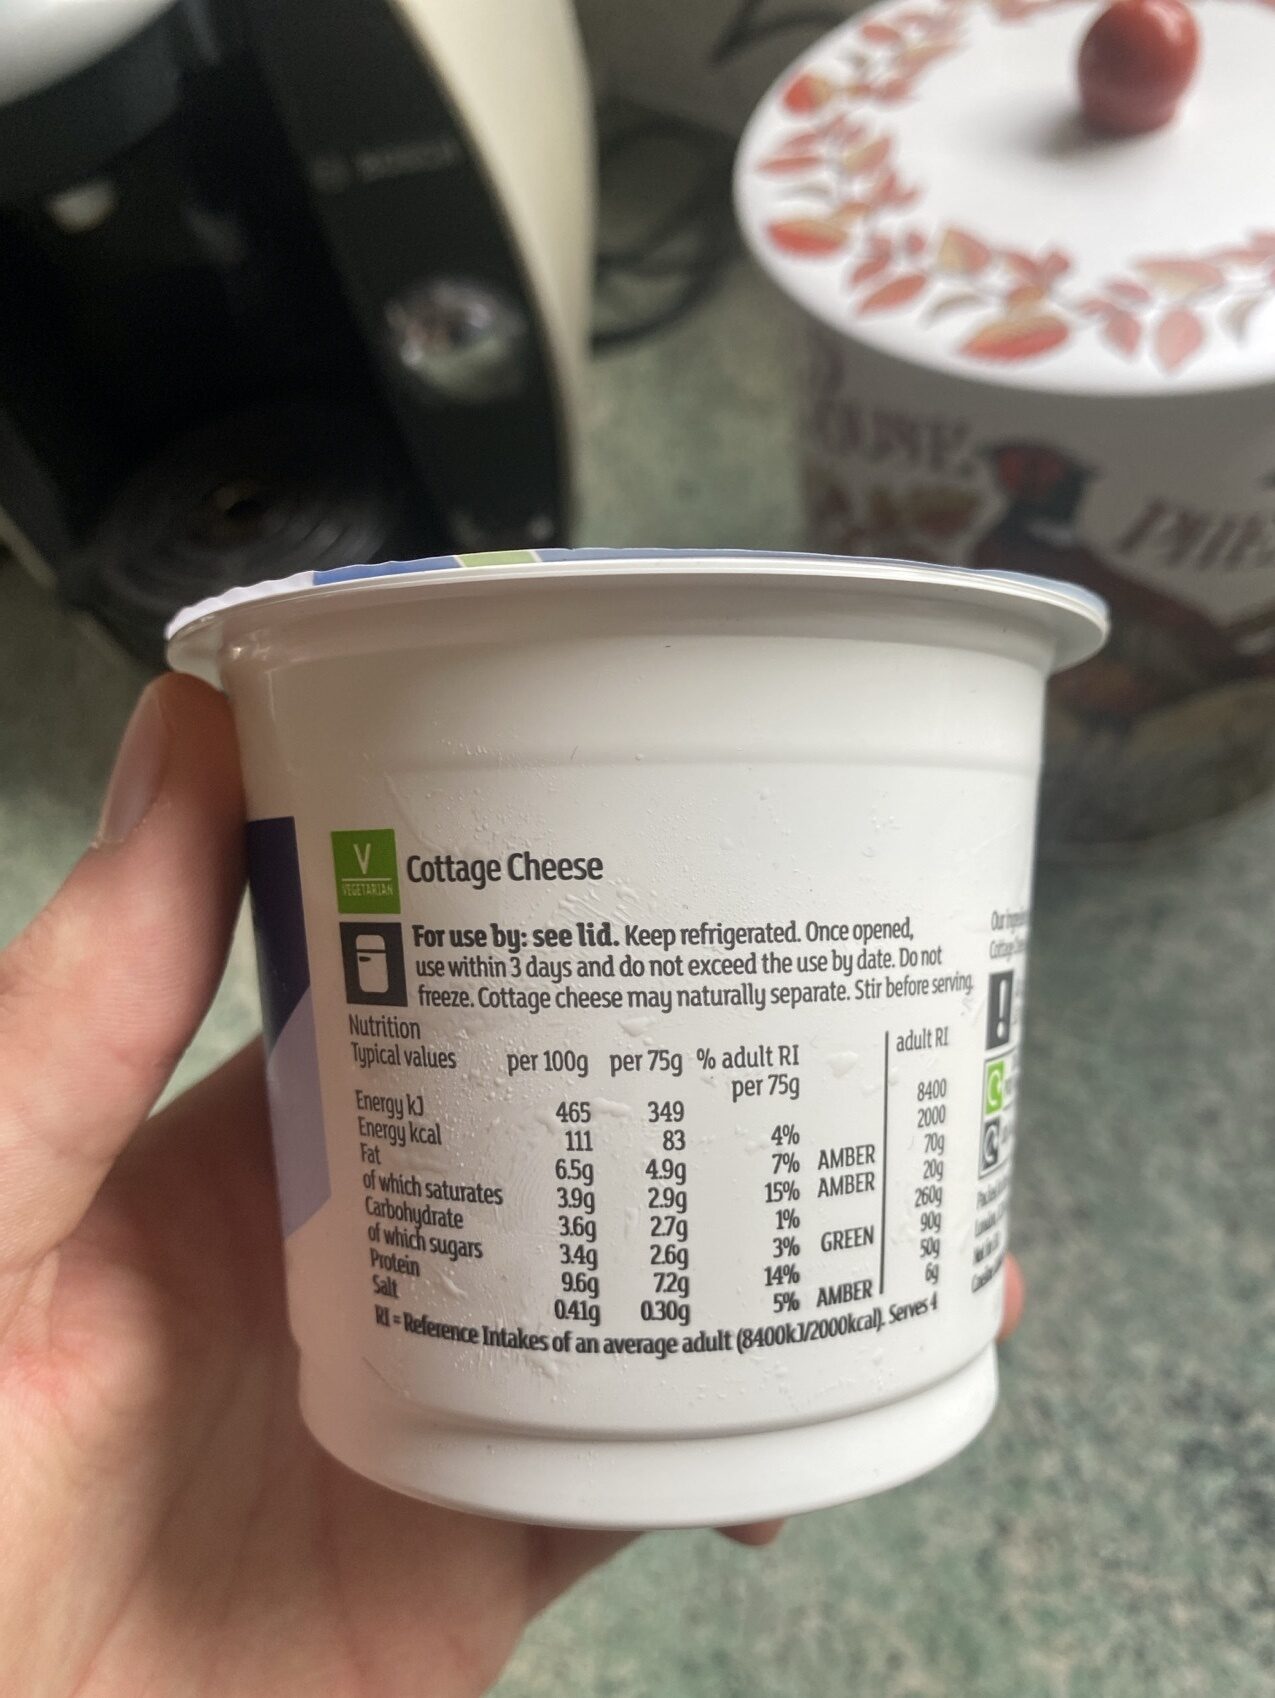 BOSCH
V
VEGETARIAN
Cottage Cheese
For use by: see lid. Keep refrigerated. Once opened,
use within 3 days and do not exceed the use by date. Do not
freeze. Cottage cheese may naturally separate. Stir before serving.
Nutrition
Typical values per 100g per 75g % adult RI per 75g adult RI
Energy kJ 465 349 8400
Energy kcal 111 83 4% 2000
Fat 6.5g 4.9g 7% AMBER 70g
of which saturates 3.9g 2.9g 15% AMBER 20g
Carbohydrate 3.6g 2.7g 1% 260g
of which sugars 3.4g 2.6g 3% GREEN 90g
Protein 9.6g 7.2g 14% 50g
Salt 0.41g 0.30g 5% AMBER 6g
RI = Reference Intakes of an average adult (8400kJ/2000kcal). Serves 4
Our